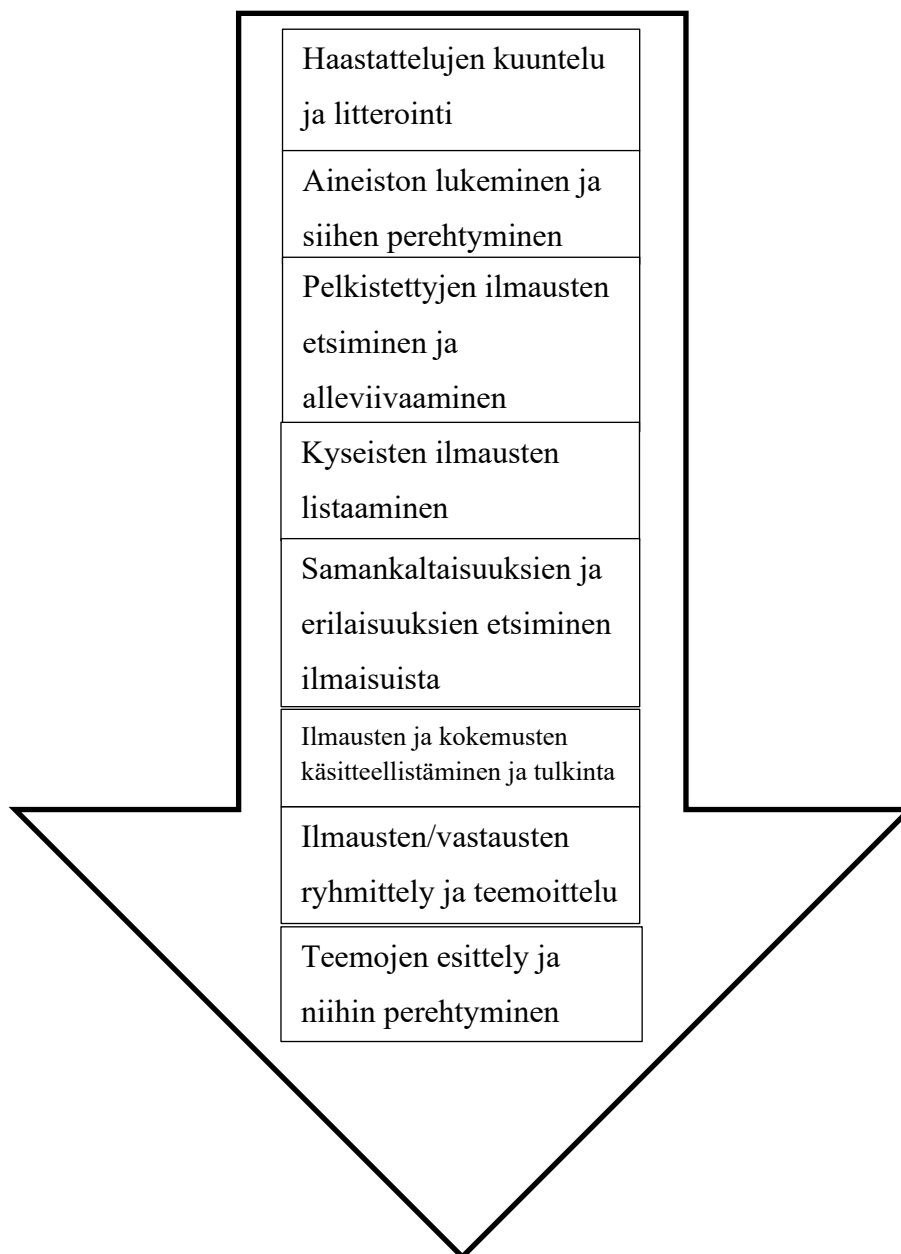 Haastattelujen kuuntelu
ja litterointi
Aineiston lukeminen ja
siihen perehtyminen
Pelkistettyjen ilmausten
etsiminen ja
alleviivaaminen
Kyseisten ilmausten
listaaminen
Samankaltaisuuksien ja
erilaisuuksien etsiminen
ilmaisuista
Ilmausten ja kokemusten
käsitteellistäminen ja tulkinta
Ilmausten/vastausten
ryhmittely ja teemoittelu
Teemojen esittely ja
niihin perehtyminen